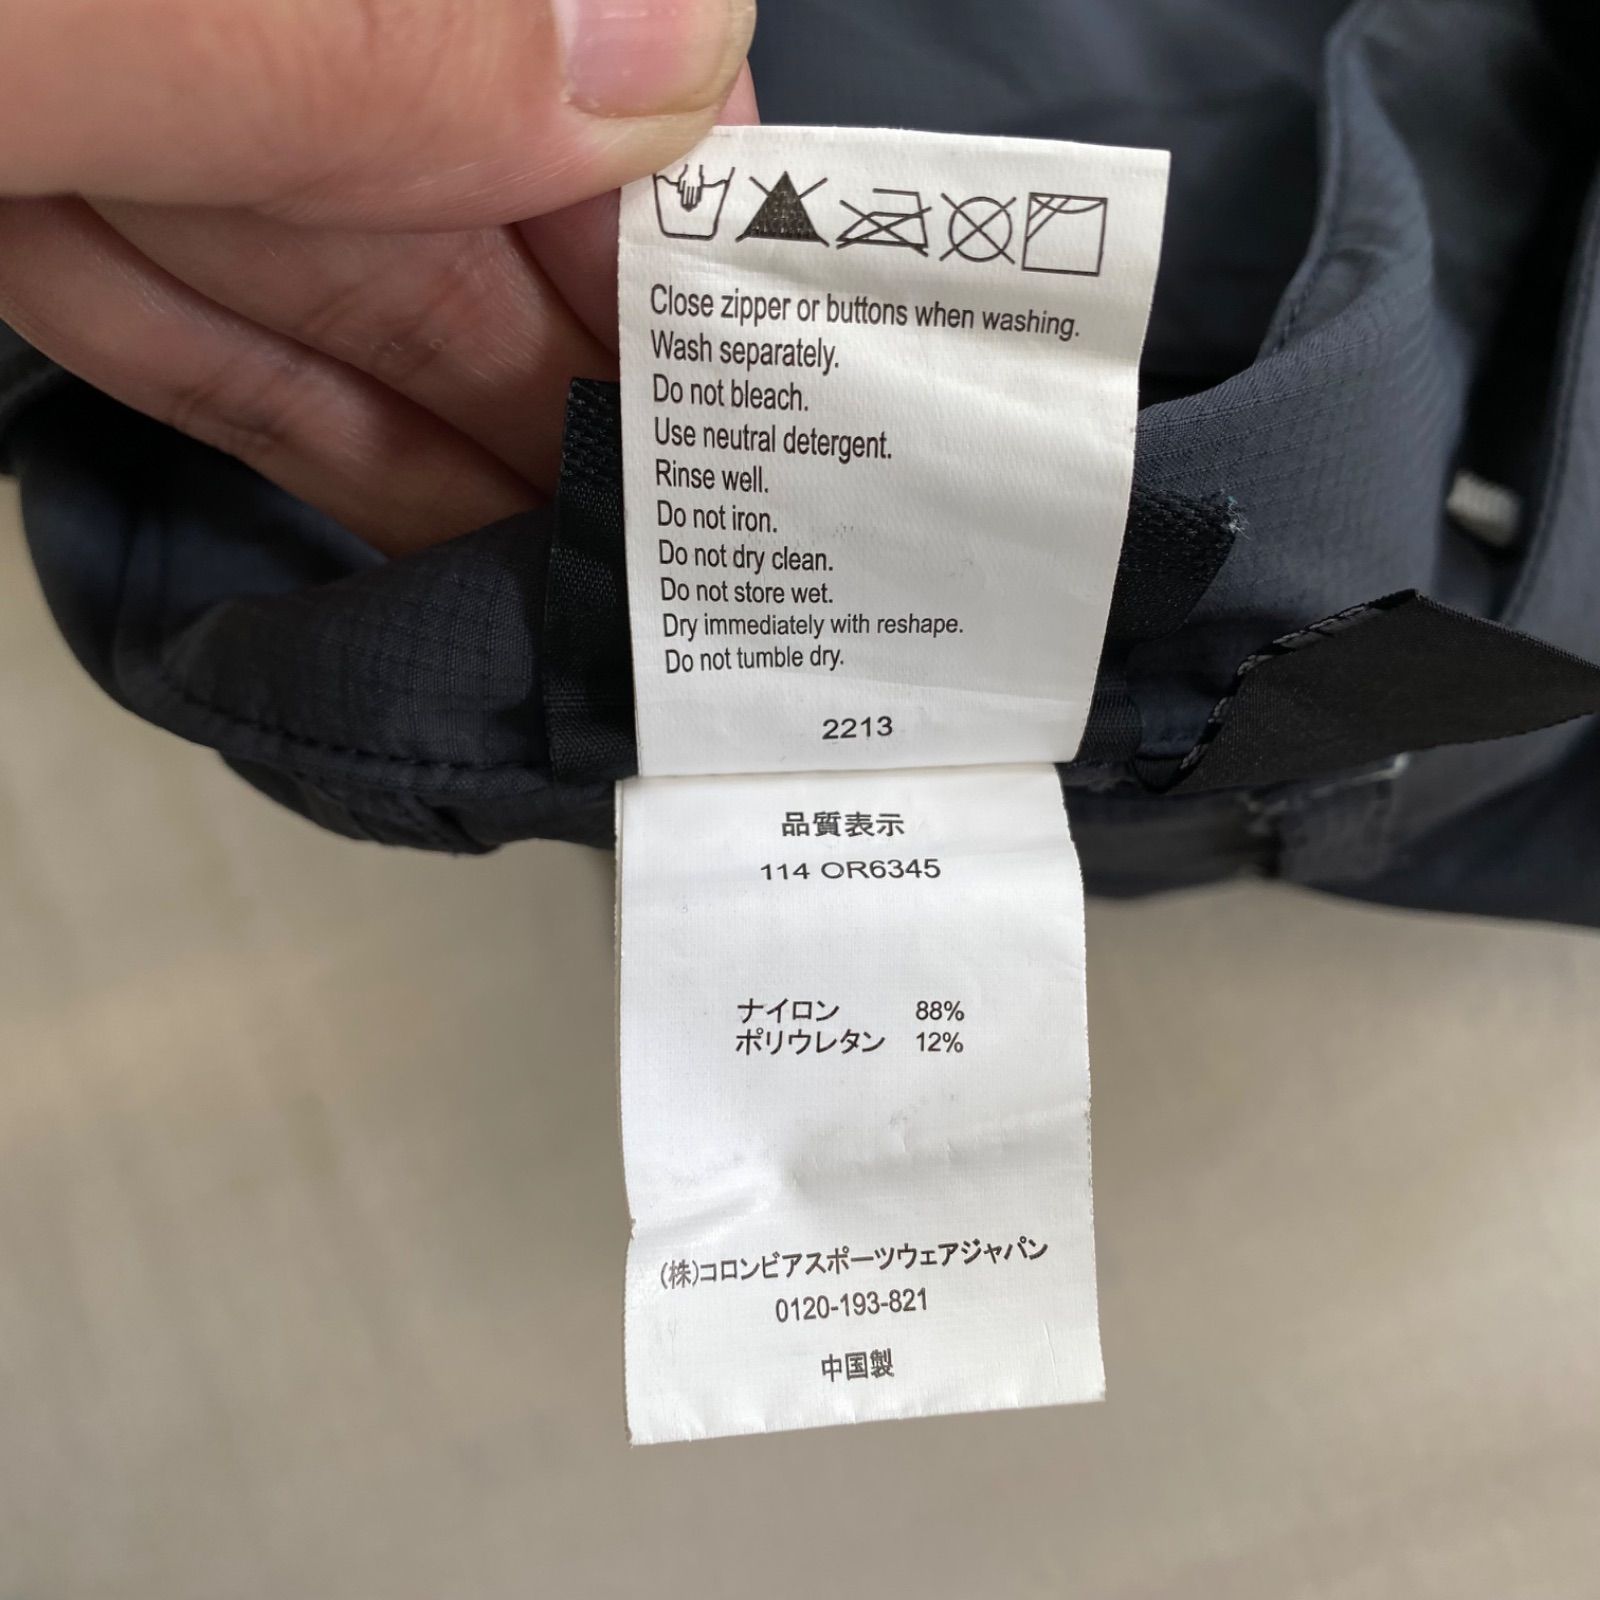 Close zipper or buttons when washing.
Wash separately.
Do not bleach.
Use neutral detergent.
Rinse well.
Do not iron.
Do not dry clean.
Do not store wet.
Dry immediately with reshape.
Do not tumble dry.
2213
品質表示
114 OR6345
ナイロン 88%
ポリウレタン 12%
(株)コロンビアスポーツウェアジャパン
0120-193-821
中国製